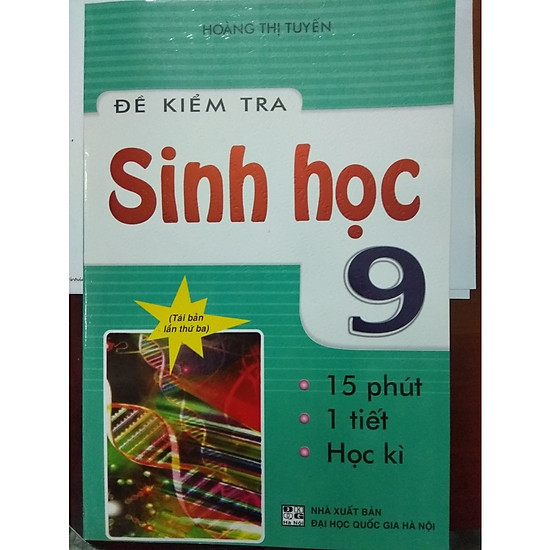 HOÀNG THỊ TUYẾN
ĐỀ KIỂM TRA
Sinh học
9
(Tái bản
lần thứ ba)
15 phút
1 tiết
Học kì
NHÀ XUẤT BẢN
ĐẠI HỌC QUỐC GIA HÀ NỘI